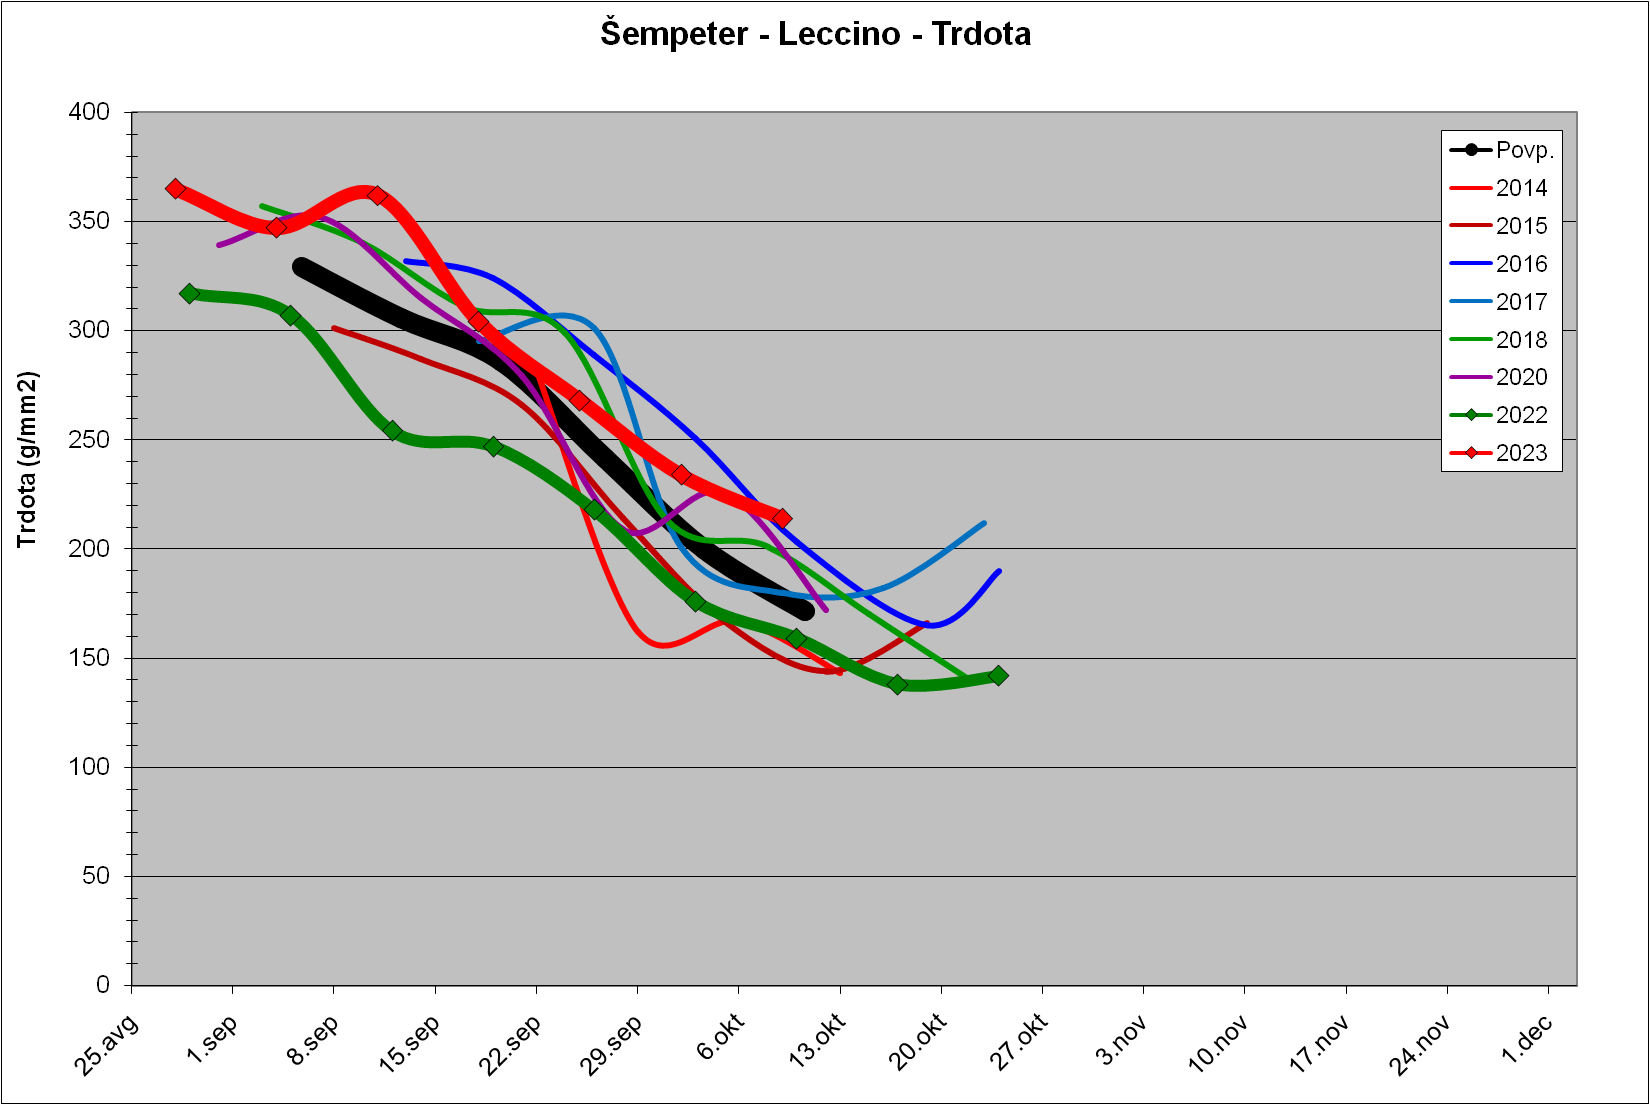 Šempeter - Leccino - Trdota
Trdota (g/mm2)
400
350
300
250
200
150
100
50
0
25.avg
1.sep
8.sep
15.sep
22.sep
29.sep
6.okt
13.okt
20.okt
27.okt
3.nov
10.nov
17.nov
24.nov
1.dec
Povp.
2014
2015
2016
2017
2018
2020
2022
2023